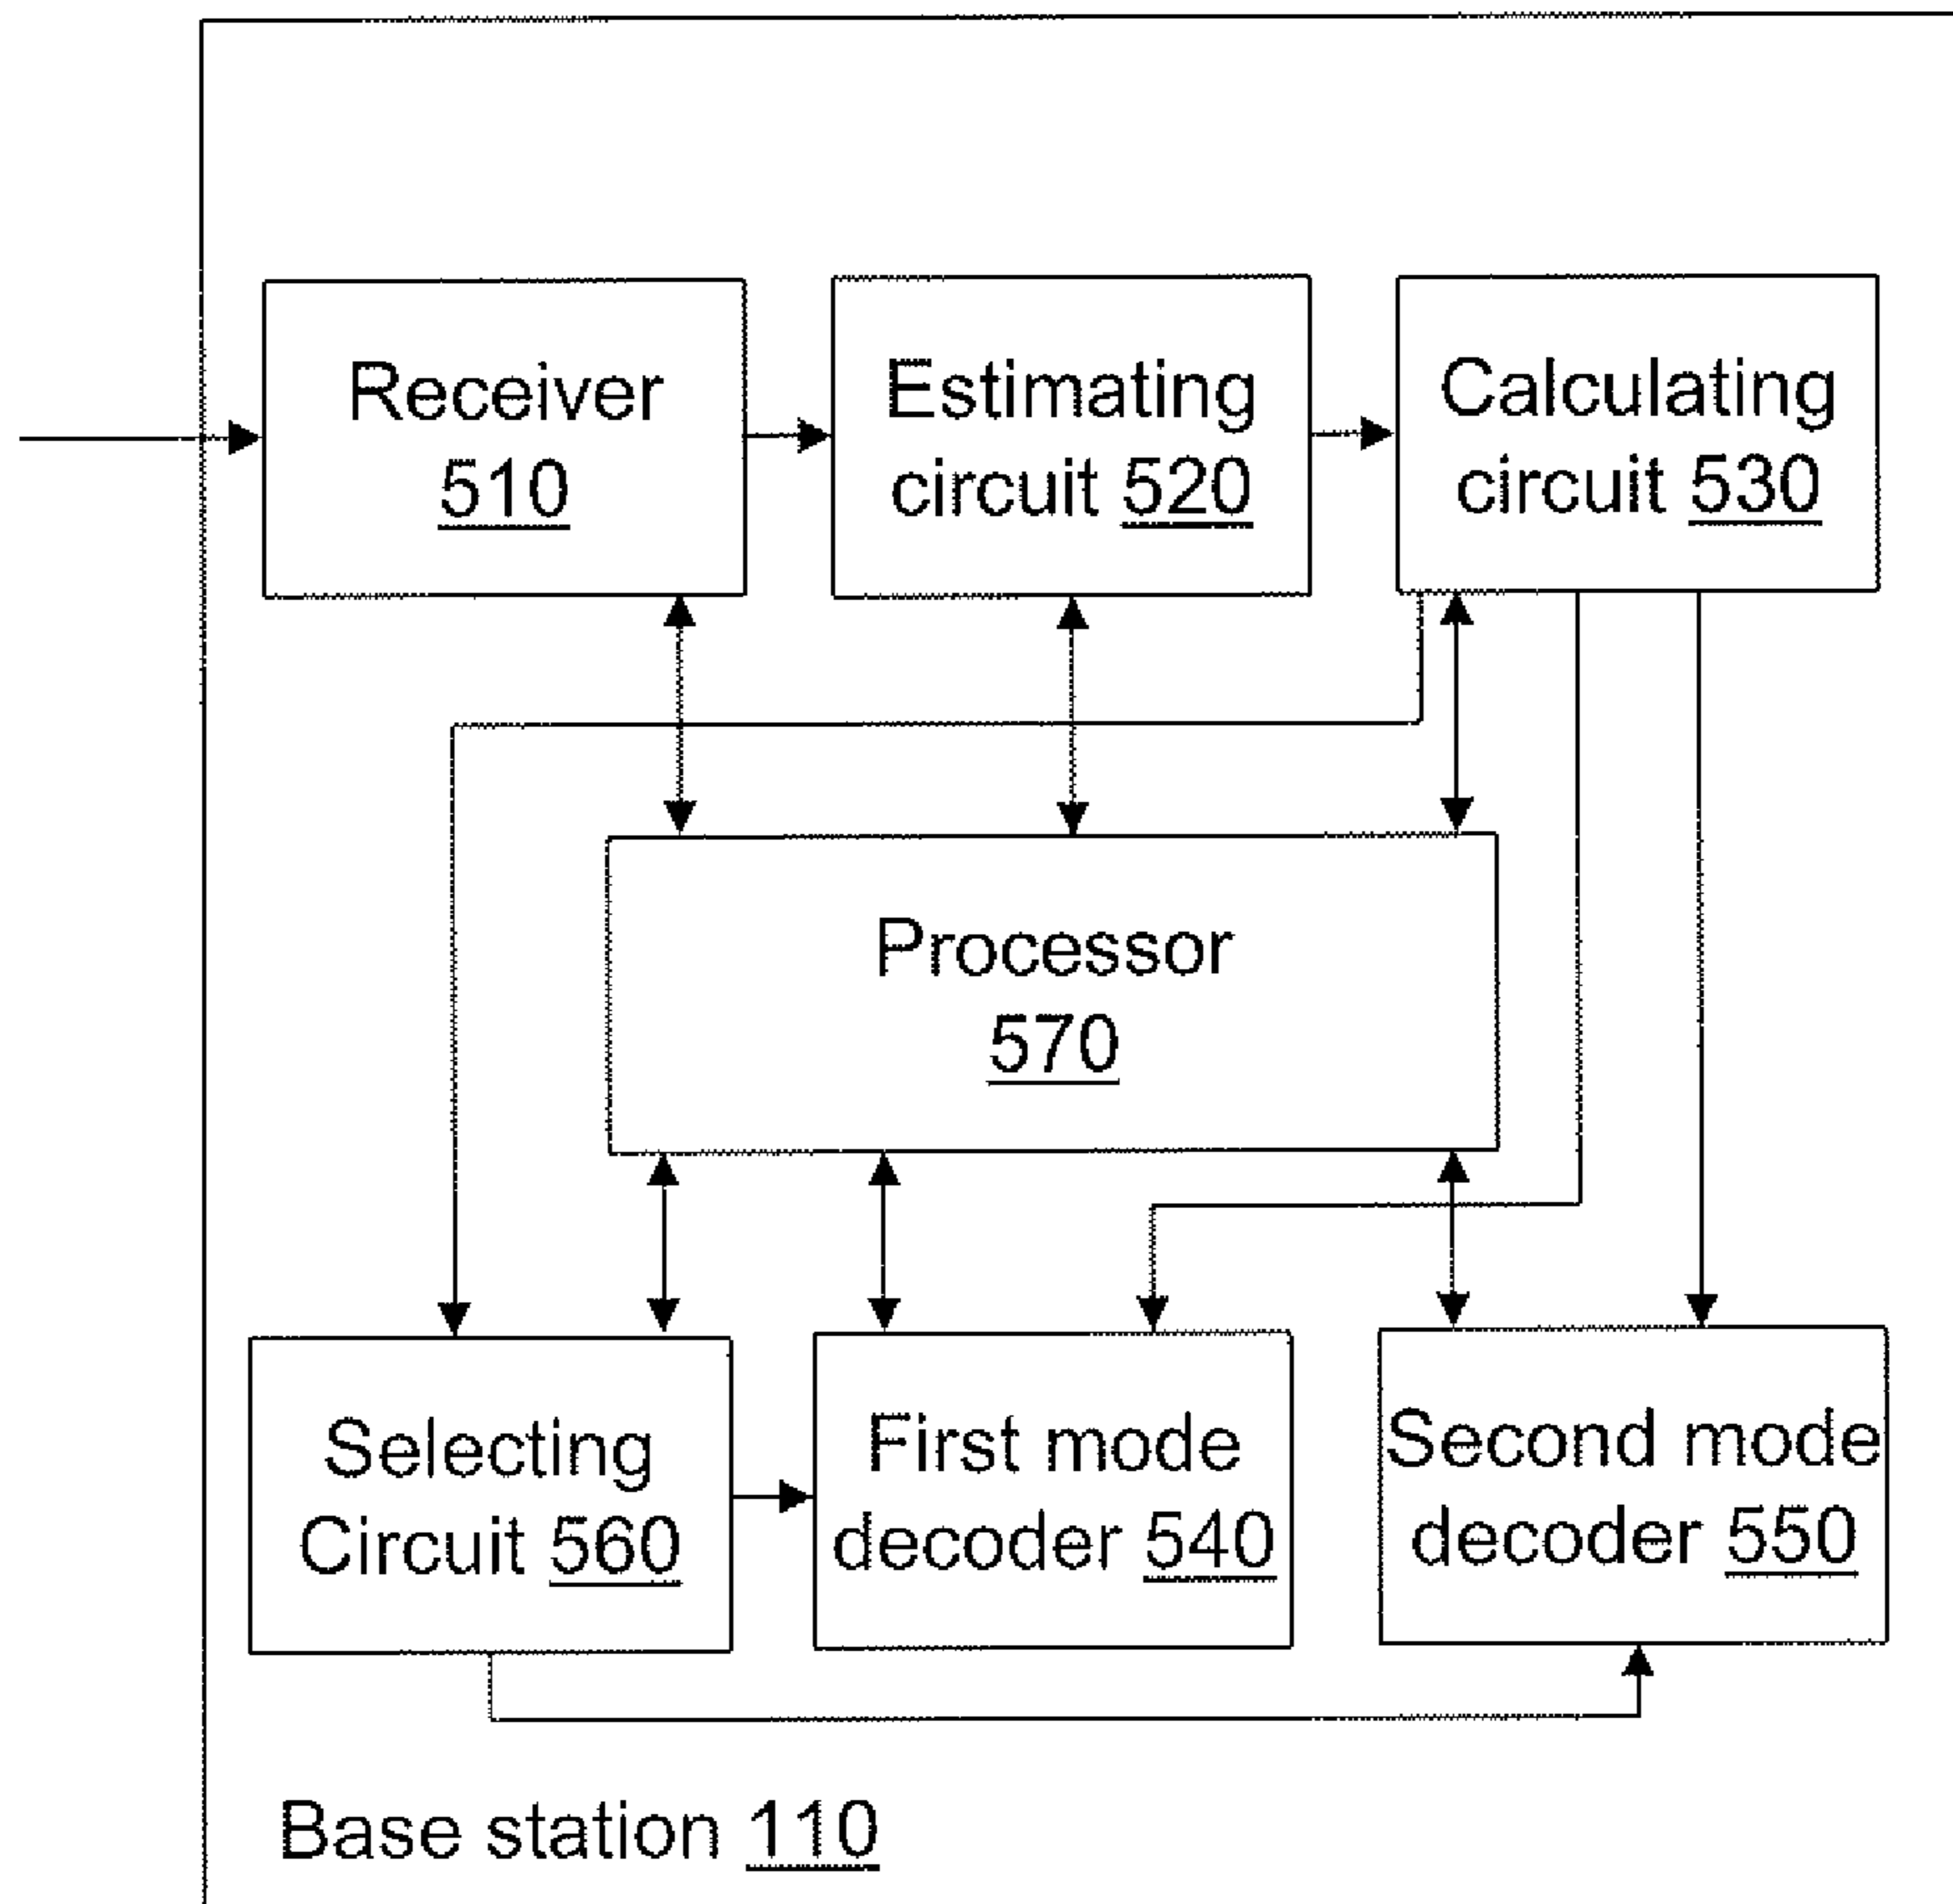 Receiver
510
Estimating
circuit 520
Calculating
circuit 530
Processor
570
Selecting
Circuit 560
First mode
decoder 540
Second mode
decoder 550
Base station 110